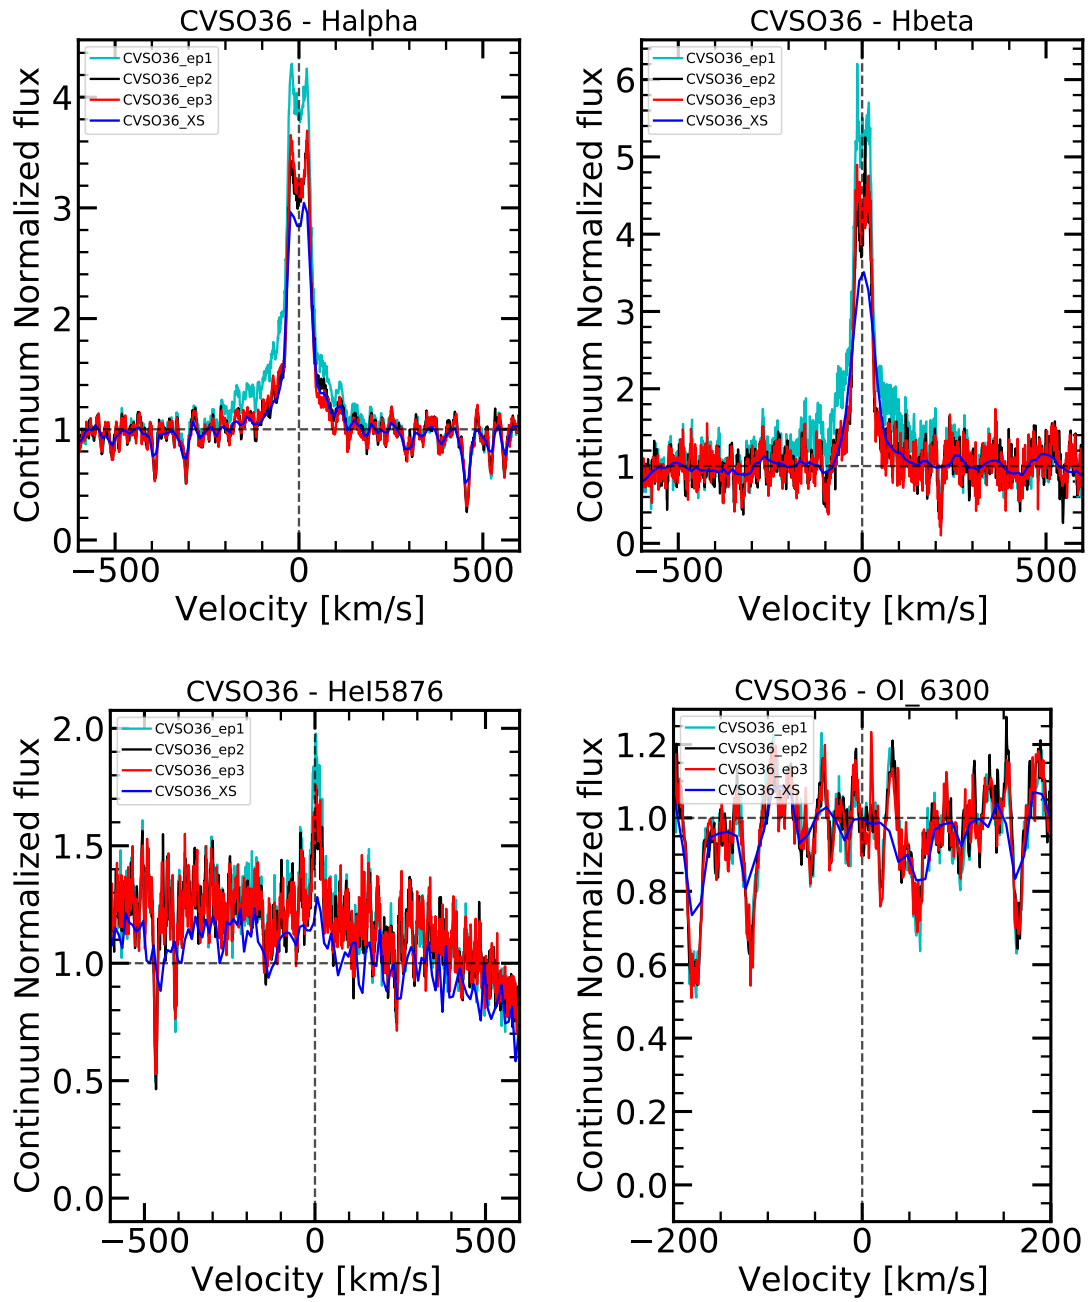 CVSO36 - Halpha
CVSO36_ep1
CVSO36_ep2
CVSO36_ep3
CVSO36_XS
Continuum Normalized flux
4
3
2
1
0
−500
0
500
Velocity [km/s]
CVSO36 - Hbeta
CVSO36_ep1
CVSO36_ep2
CVSO36_ep3
CVSO36_XS
Continuum Normalized flux
6
5
4
3
2
1
0
−500
0
500
Velocity [km/s]
CVSO36 - HeI5876
CVSO36_ep1
CVSO36_ep2
CVSO36_ep3
CVSO36_XS
Continuum Normalized flux
2.0
1.5
1.0
0.5
0.0
−500
0
500
Velocity [km/s]
CVSO36 - OI_6300
CVSO36_ep1
CVSO36_ep2
CVSO36_ep3
CVSO36_XS
Continuum Normalized flux
1.2
1.0
0.8
0.6
0.4
0.2
0.0
−200
−100
0
100
200
Velocity [km/s]